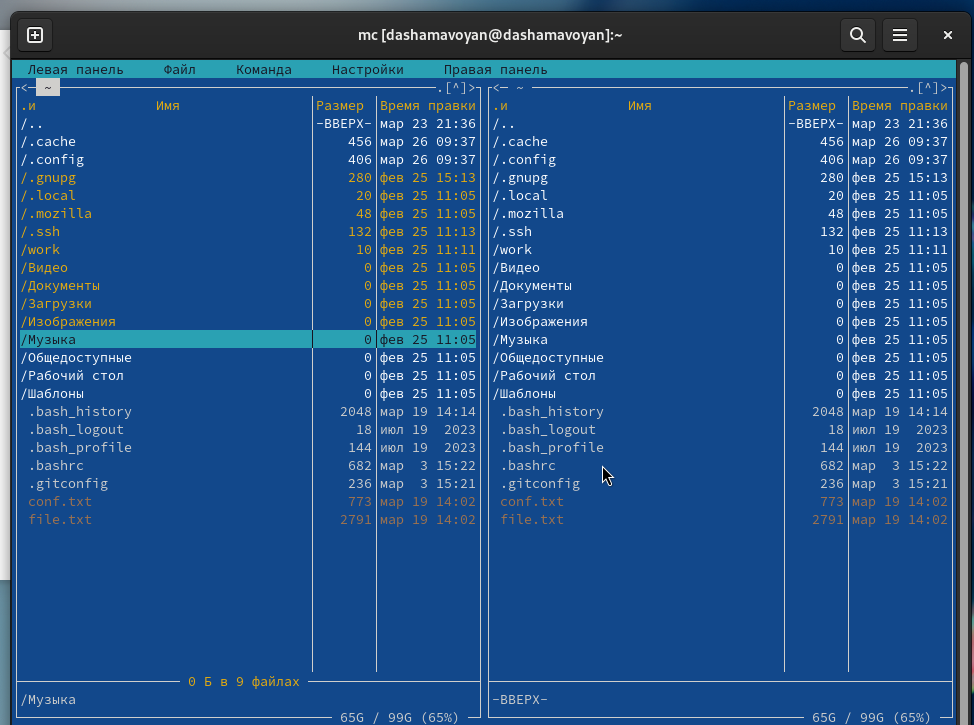 mc [dashamavoyan@dashamavoyan]:~
Левая панель Файл Команда Настройки Правая панель
<— ~ .[^]> <— ~ .[^]>
.и Имя Размер Время правки .и Имя Размер Время правки
/.. -ВВЕРХ- мар 23 21:36 /.. -ВВЕРХ- мар 23 21:36
/.cache 456 мар 26 09:37 /.cache 456 мар 26 09:37
/.config 406 мар 26 09:37 /.config 406 мар 26 09:37
/.gnupg 280 фев 25 15:13 /.gnupg 280 фев 25 15:13
/.local 20 фев 25 11:05 /.local 20 фев 25 11:05
/.mozilla 48 фев 25 11:05 /.mozilla 48 фев 25 11:05
/.ssh 132 фев 25 11:13 /.ssh 132 фев 25 11:13
/work 10 фев 25 11:11 /work 10 фев 25 11:11
/Видео 0 фев 25 11:05 /Видео 0 фев 25 11:05
/Документы 0 фев 25 11:05 /Документы 0 фев 25 11:05
/Загрузки 0 фев 25 11:05 /Загрузки 0 фев 25 11:05
/Изображения 0 фев 25 11:05 /Изображения 0 фев 25 11:05
/Музыка 0 фев 25 11:05 /Музыка 0 фев 25 11:05
/Общедоступные 0 фев 25 11:05 /Общедоступные 0 фев 25 11:05
/Рабочий стол 0 фев 25 11:05 /Рабочий стол 0 фев 25 11:05
/Шаблоны 0 фев 25 11:05 /Шаблоны 0 фев 25 11:05
.bash_history 2048 мар 19 14:14 .bash_history 2048 мар 19 14:14
.bash_logout 18 июл 19 2023 .bash_logout 18 июл 19 2023
.bash_profile 144 июл 19 2023 .bash_profile 144 июл 19 2023
.bashrc 682 мар 3 15:22 .bashrc 682 мар 3 15:22
.gitconfig 236 мар 3 15:21 .gitconfig 236 мар 3 15:21
conf.txt 773 мар 19 14:02 conf.txt 773 мар 19 14:02
file.txt 2791 мар 19 14:02 file.txt 2791 мар 19 14:02
0 Б в 9 файлах
/Музыка -ВВЕРХ-
65G / 99G (65%) 65G / 99G (65%)